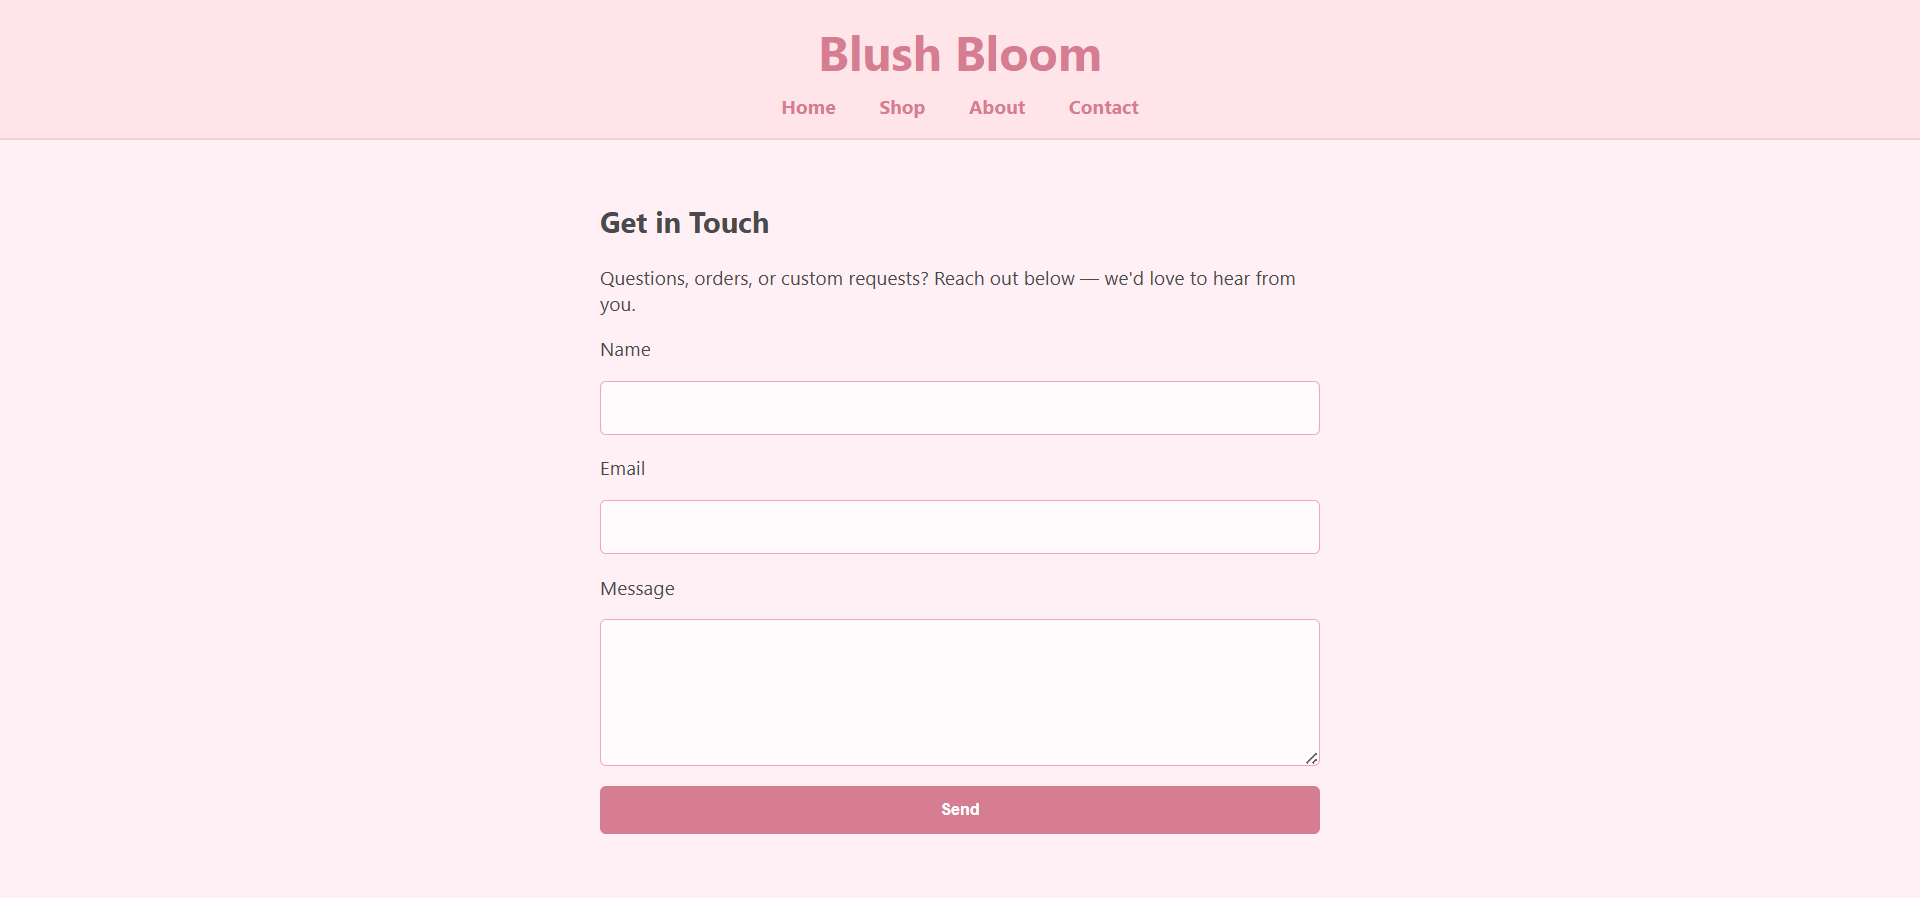 Blush Bloom
Home Shop About Contact
Get in Touch
Questions, orders, or custom requests? Reach out below — we'd love to hear from
you.
Name
Email
Message
Send